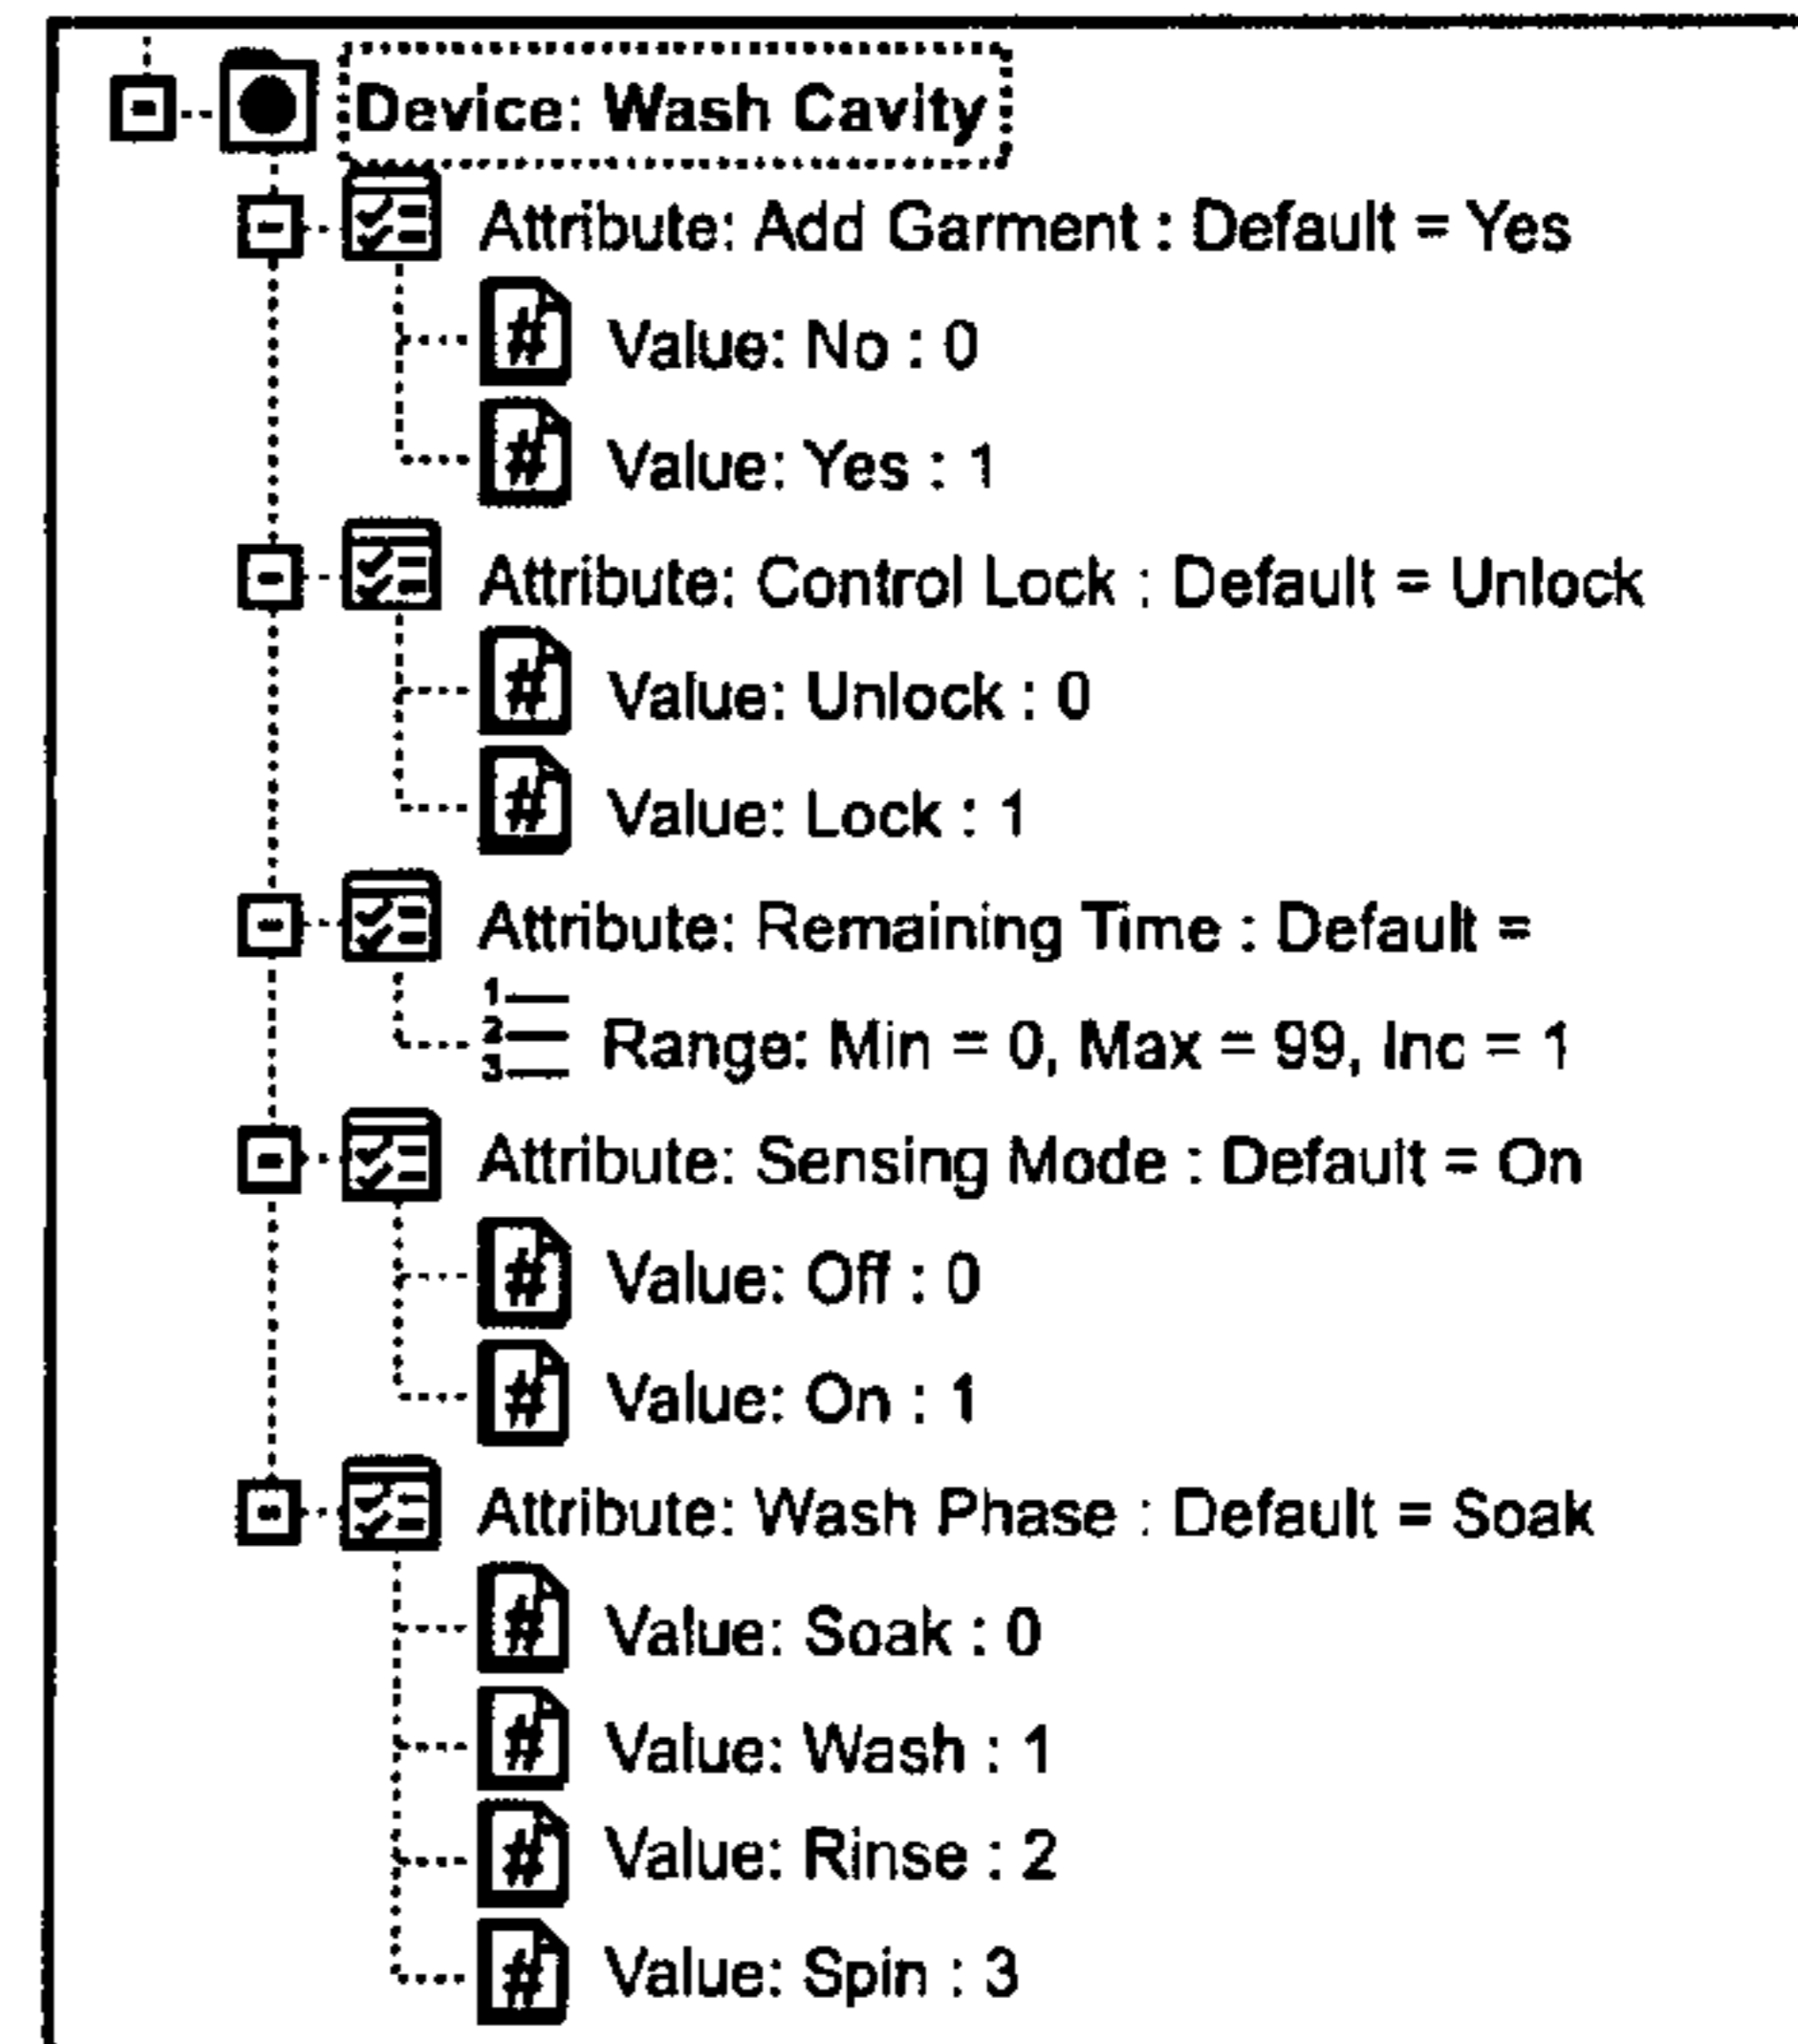 Device: Wash Cavity
Attribute: Add Garment : Default = Yes
Value: No : 0
Value: Yes : 1
Attribute: Control Lock : Default = Unlock
Value: Unlock : 0
Value: Lock : 1
Attribute: Remaining Time : Default =
1
2
3
Range: Min = 0, Max = 99, Inc = 1
Attribute: Sensing Mode : Default = On
Value: Off : 0
Value: On : 1
Attribute: Wash Phase : Default = Soak
Value: Soak : 0
Value: Wash : 1
Value: Rinse : 2
Value: Spin : 3